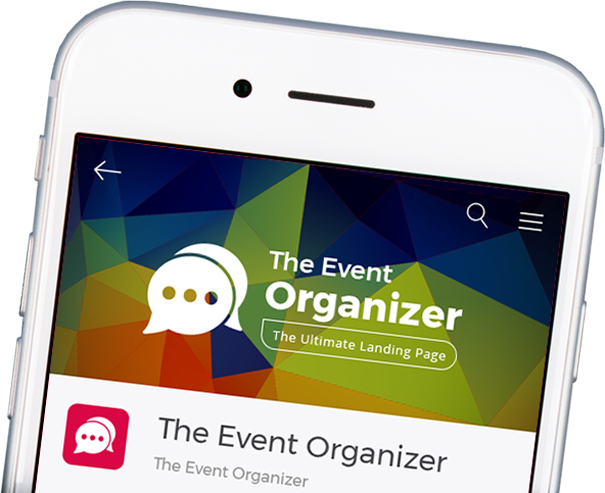 The Event
Organizer
The Ultimate Landing Page
The Event Organizer
The Event Organizer